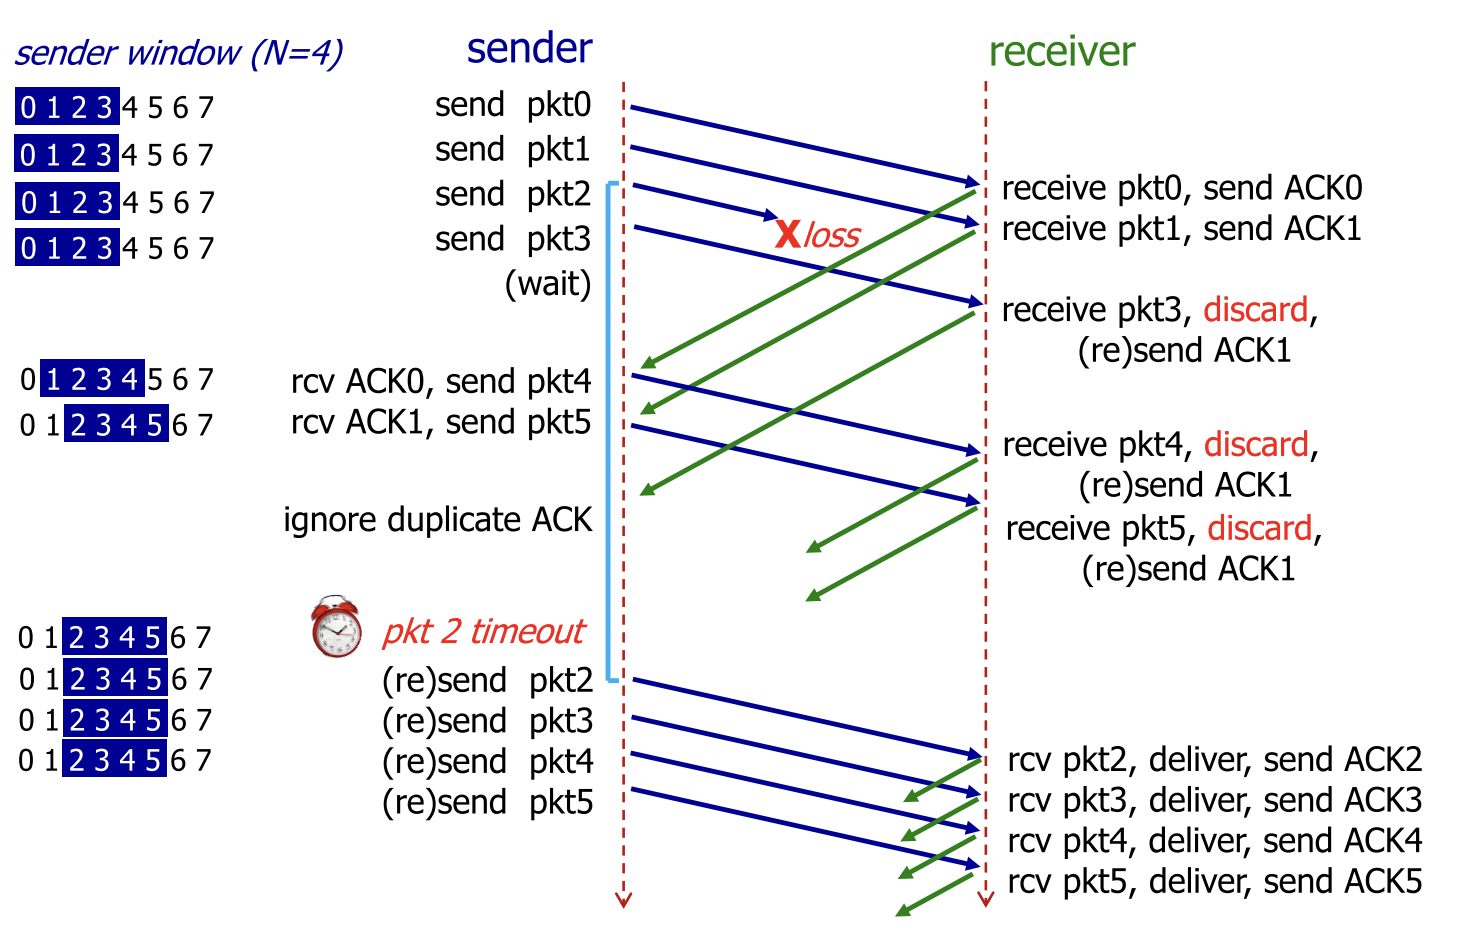 sender window (N=4) sender receiver
0 1 2 3 4 5 6 7 send pkt0
0 1 2 3 4 5 6 7 send pkt1
0 1 2 3 4 5 6 7 send pkt2
0 1 2 3 4 5 6 7 send pkt3
(wait)
X loss
receive pkt0, send ACK0
receive pkt1, send ACK1
receive pkt3, discard,
(re)send ACK1
0 1 2 3 4 5 6 7 rcv ACK0, send pkt4
0 1 2 3 4 5 6 7 rcv ACK1, send pkt5
receive pkt4, discard,
(re)send ACK1
receive pkt5, discard,
(re)send ACK1
ignore duplicate ACK
pkt 2 timeout
0 1 2 3 4 5 6 7 (re)send pkt2
0 1 2 3 4 5 6 7 (re)send pkt3
0 1 2 3 4 5 6 7 (re)send pkt4
0 1 2 3 4 5 6 7 (re)send pkt5
rcv pkt2, deliver, send ACK2
rcv pkt3, deliver, send ACK3
rcv pkt4, deliver, send ACK4
rcv pkt5, deliver, send ACK5